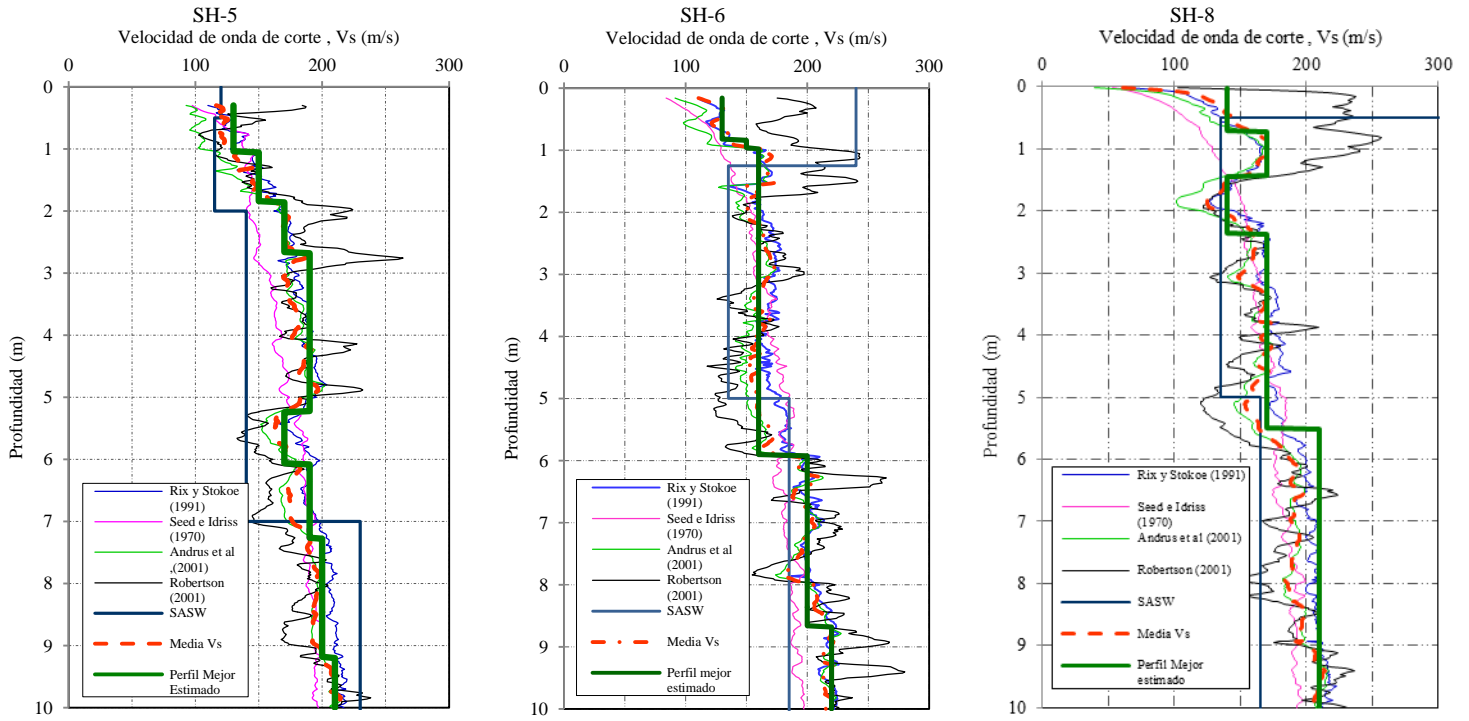 SH-5
Velocidad de onda de corte , Vs (m/s)
0 100 200 300
0
1
2
3
4
5
6
7
8
9
10
Profundidad (m)
Rix y Stokoe
(1991)
Seed e Idriss
(1970)
Andrus et al
,(2001)
Robertson
(2001)
SASW
Media Vs
Perfil Mejor
Estimado
SH-6
Velocidad de onda de corte , Vs (m/s)
0 100 200 300
0
1
2
3
4
5
6
7
8
9
10
Profundidad (m)
Rix y Stokoe
(1991)
Seed e Idriss
(1970)
Andrus et al
(2001)
Robertson
(2001)
SASW
Media Vs
Perfil mejor
estimado
SH-8
Velocidad de onda de corte , Vs (m/s)
0 100 200 300
0
1
2
3
4
5
6
7
8
9
10
Profundidad (m)
Rix y Stokoe (1991)
Seed e Idriss
(1970)
Andrus et al (2001)
Robertson (2001)
SASW
Media Vs
Perfil Mejor
estimado